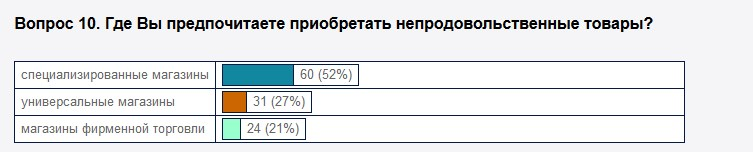 Вопрос 10. Где Вы предпочитаете приобретать непродовольственные товары?
специализированные магазины 60 (52%)
универсальные магазины 31 (27%)
магазины фирменной торговли 24 (21%)